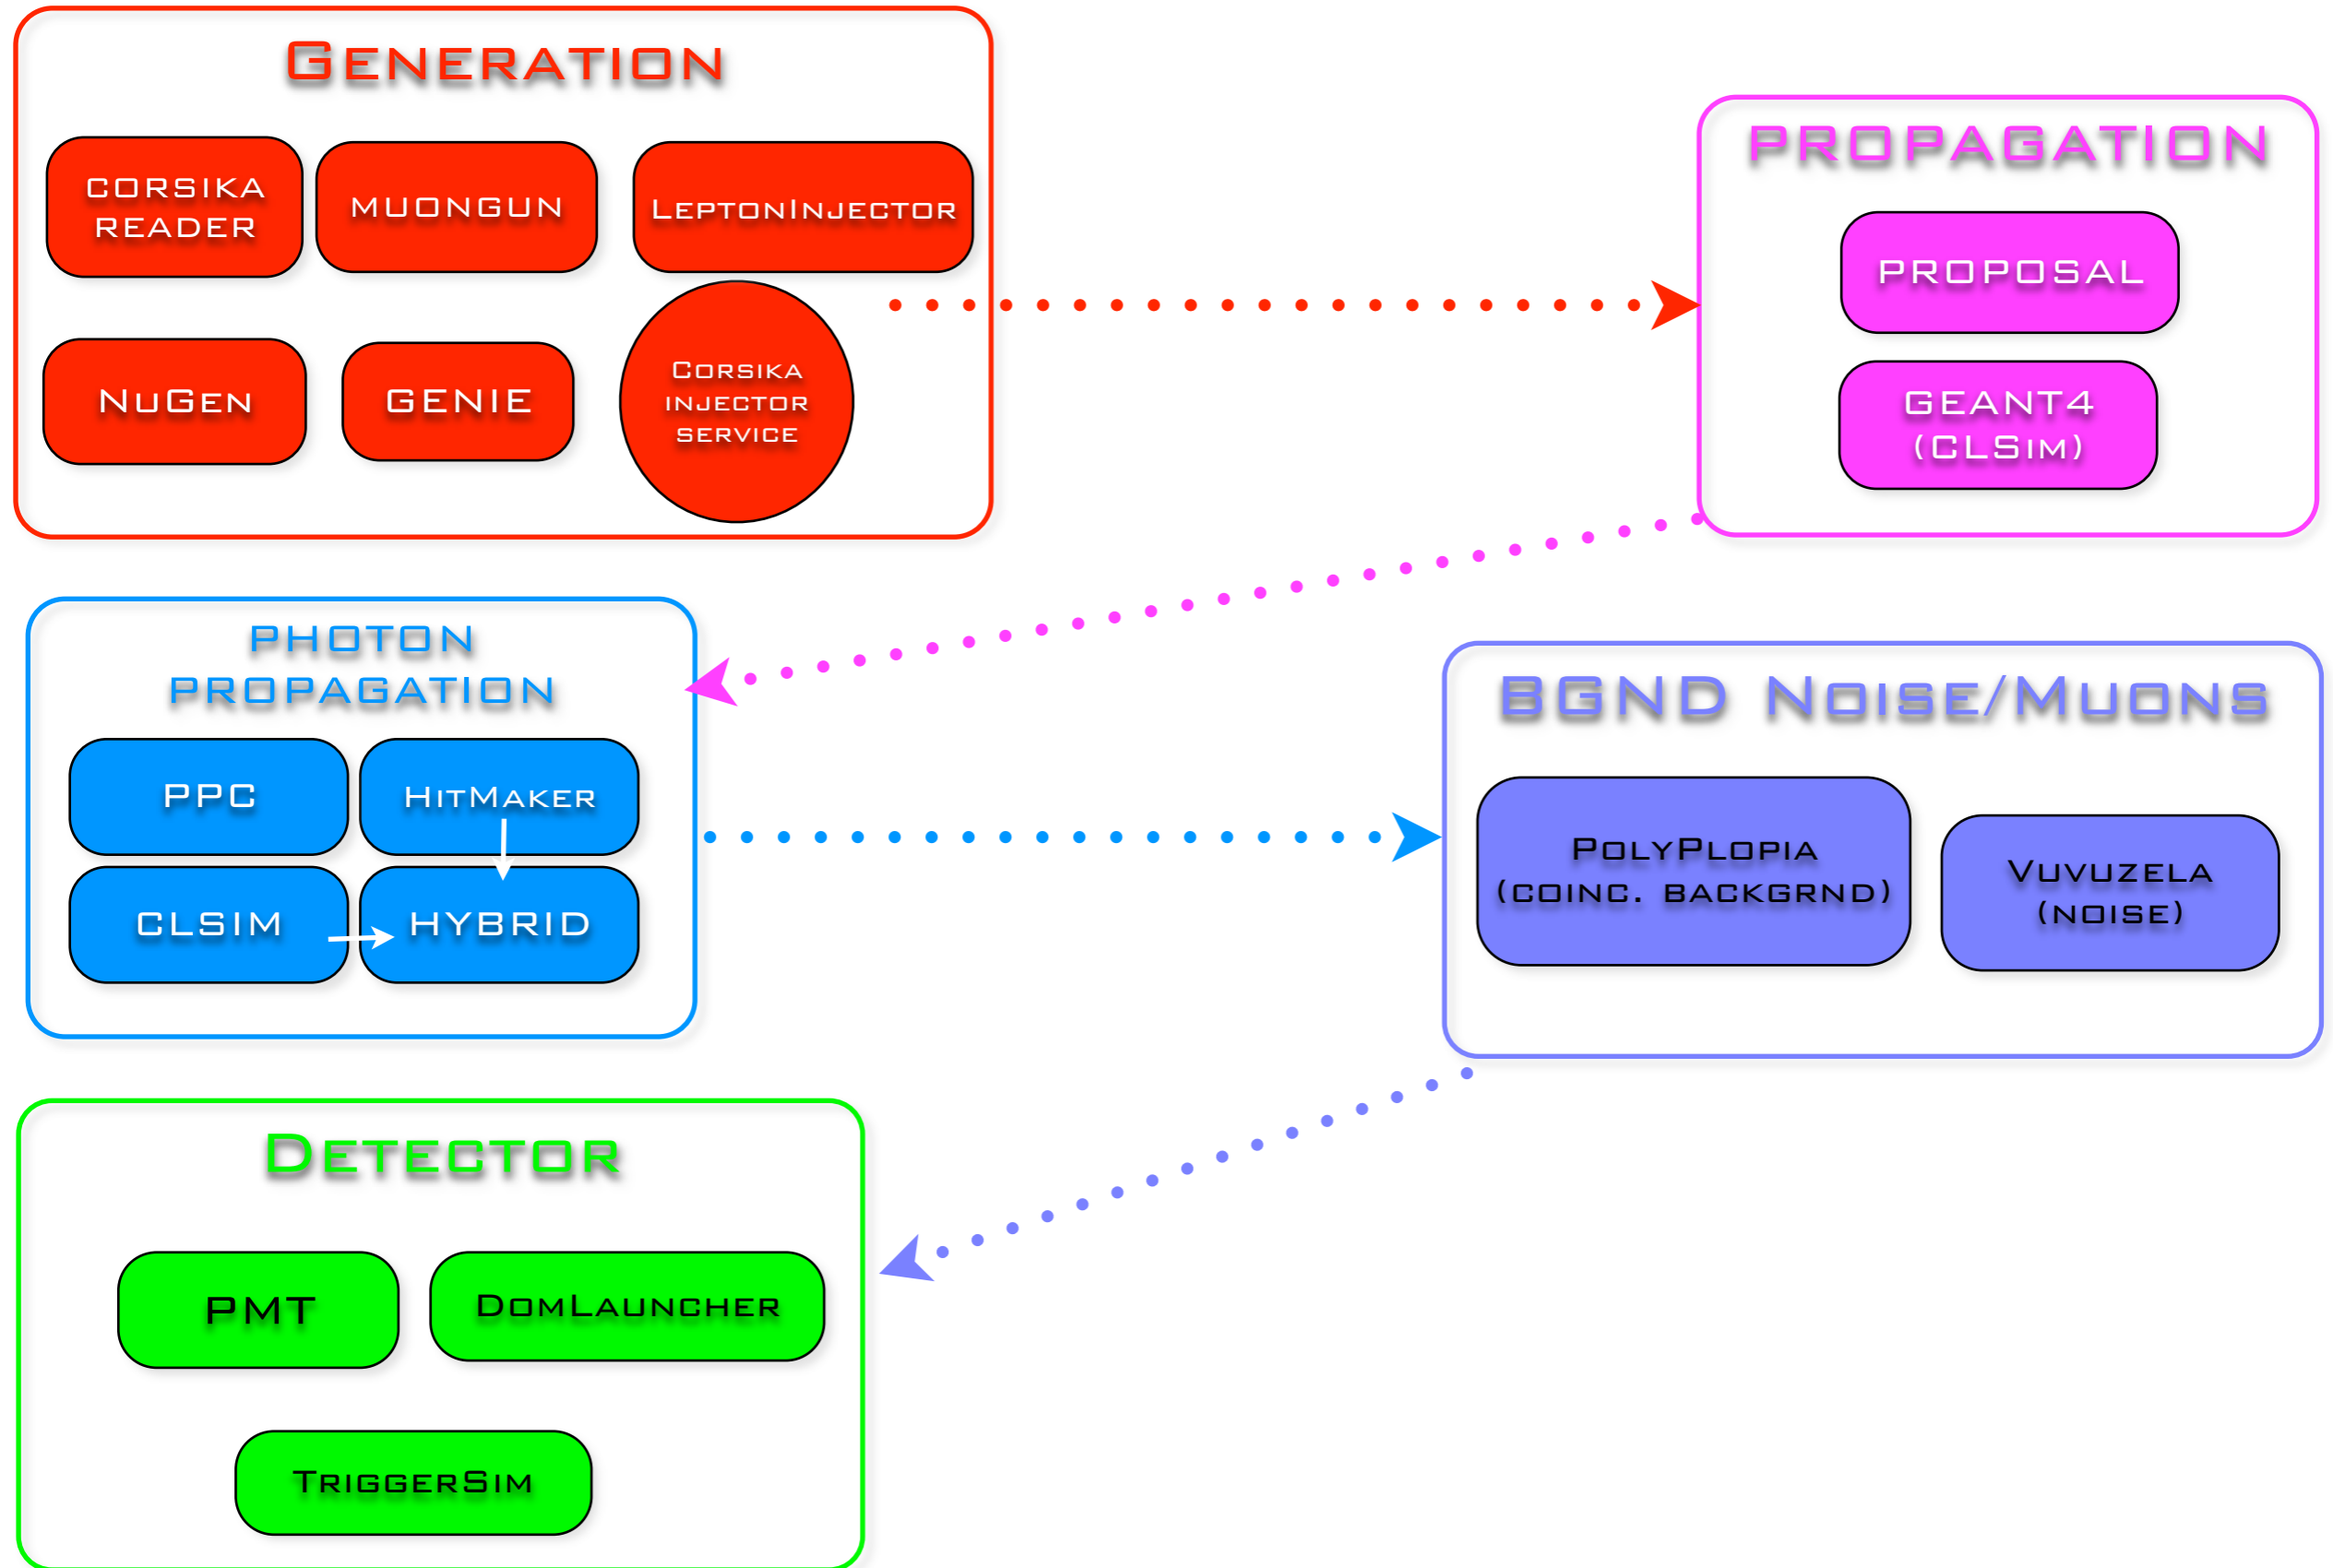 Generation
CORSIKA
READER
MUONGUN
LeptonInjector
NuGen
GENIE
Corsika
injector
service
PROPAGATION
PROPOSAL
GEANT4
(CLSim)
PHOTON
PROPAGATION
PPC
HitMaker
CLSIM
HYBRID
BGND Noise/Muons
PolyPlopia
(coinc. backgrnd)
Vuvuzela
(noise)
Detector
PMT
DomLauncher
TriggerSim